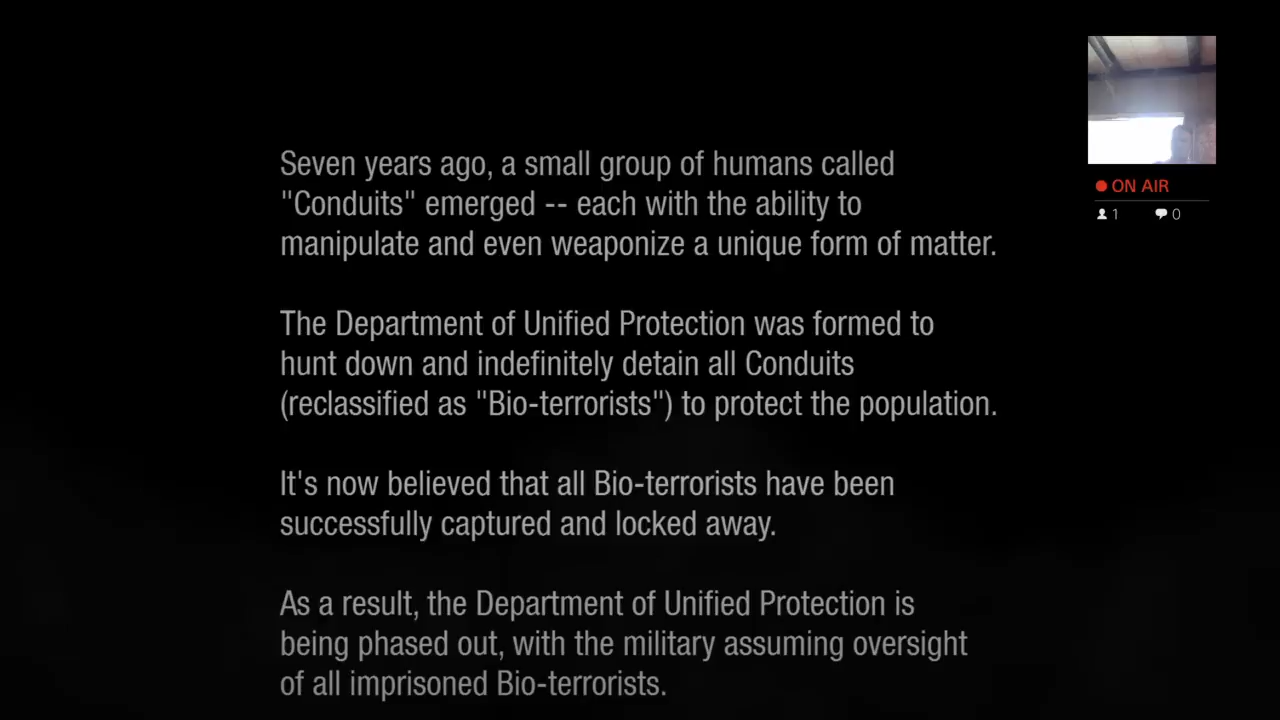 Seven years ago, a small group of humans called
"Conduits" emerged -- each with the ability to
manipulate and even weaponize a unique form of matter.
The Department of Unified Protection was formed to
hunt down and indefinitely detain all Conduits
(reclassified as "Bio-terrorists") to protect the population.
It's now believed that all Bio-terrorists have been
successfully captured and locked away.
As a result, the Department of Unified Protection is
being phased out, with the military assuming oversight
of all imprisoned Bio-terrorists.
ON AIR
1 0